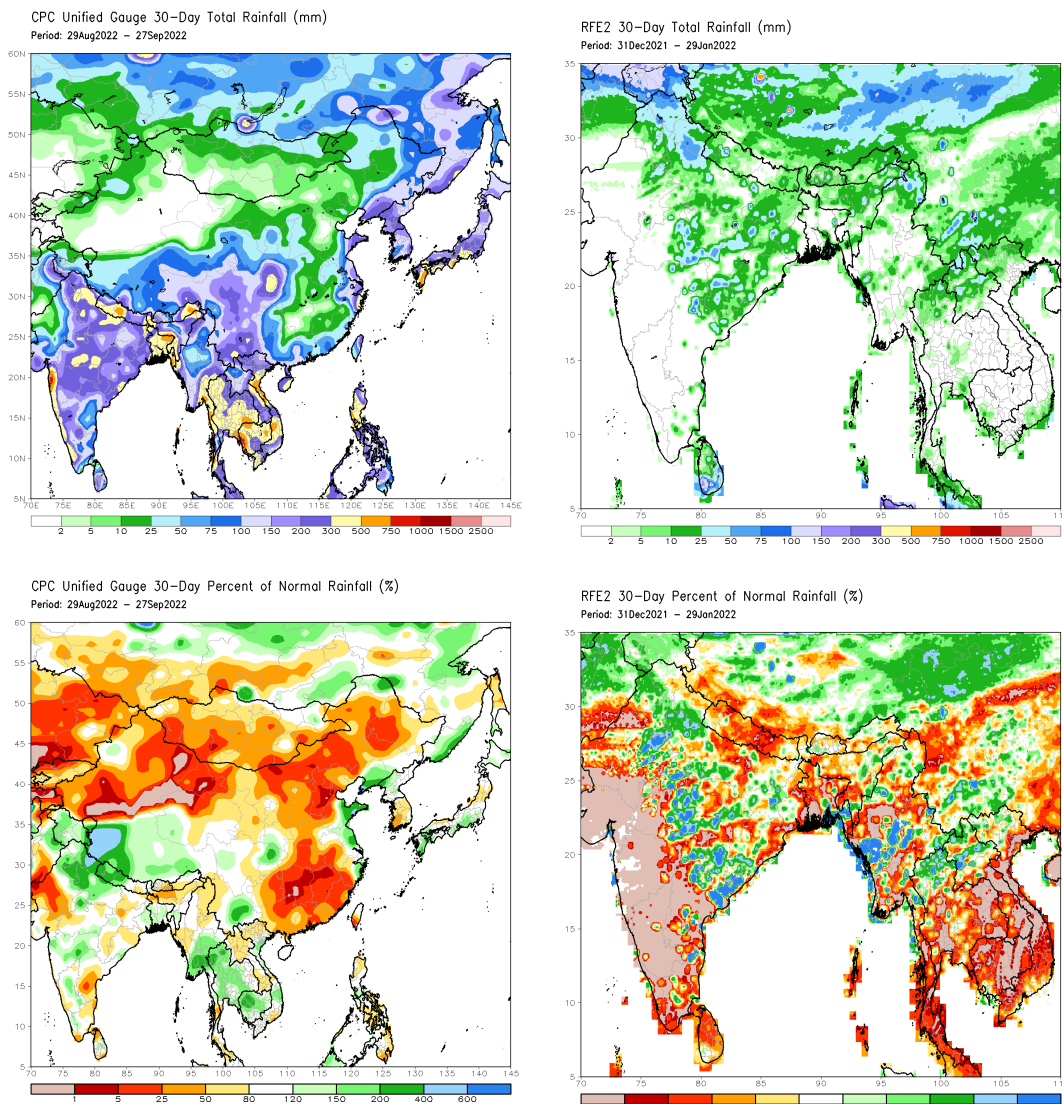 CPC Unified Gauge 30-Day Total Rainfall (mm)
Period: 29Aug2022 – 27Sep2022
60N
55N
50N
45N
40N
35N
30N
25N
20N
15N
10N
5N
70E 75E 80E 85E 90E 95E 100E 105E 110E 115E 120E 125E 130E 135E 140E 145E
2 5 10 25 50 75 100 150 200 300 500 750 1000 1500 2500
RFE2 30-Day Total Rainfall (mm)
Period: 31Dec2021 – 29Jan2022
35
30
25
20
15
10
5
70 75 80 85 90 95 100 105 11
2 5 10 25 50 75 100 150 200 300 500 750 1000 1500 2500
CPC Unified Gauge 30-Day Percent of Normal Rainfall (%)
Period: 29Aug2022 – 27Sep2022
60
55
50
45
40
35
30
25
20
15
10
5
70 75 80 85 90 95 100 105 110 115 120 125 130 135 140 145
1 5 25 50 80 120 150 200 400 600
RFE2 30-Day Percent of Normal Rainfall (%)
Period: 31Dec2021 – 29Jan2022
35
30
25
20
15
10
5
70 75 80 85 90 95 100 105 11